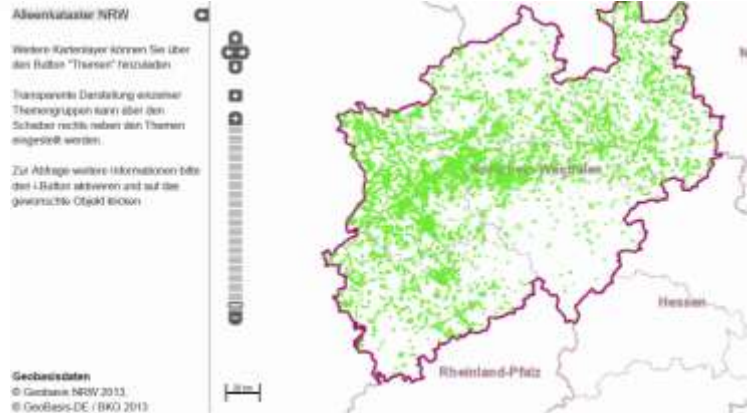 Alleenkataster NRW
Weitere Kartenlayer können Sie über
den Button "Themen" hinzuladen
Transparente Darstellung einzelner
Themengruppen kann über den
Schieber rechts neben den Themen
eingestellt werden.
Zur Abfrage weitere Informationen bitte
den i-Button aktivieren und auf das
gewünschte Objekt klicken
Nordrhein-Westfalen
Hessen
Rheinland-Pfalz
Geobasisdaten
© Geobasis NRW 2013,
© GeoBasis-DE / BKG 2013